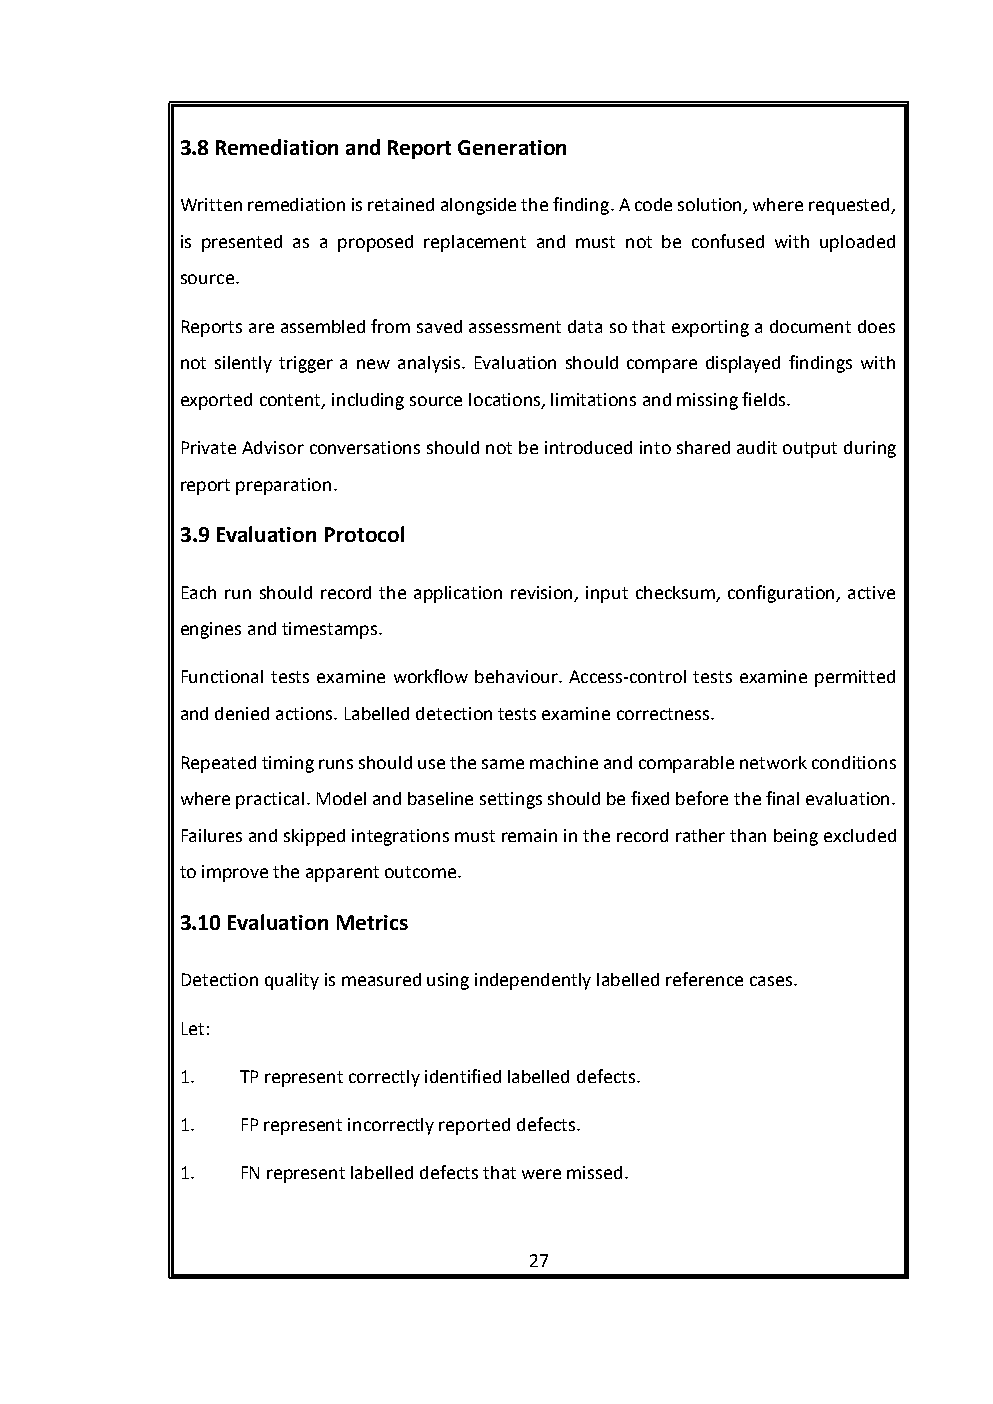 3.8 Remediation and Report Generation
Written remediation is retained alongside the finding. A code solution, where requested,
is presented as a proposed replacement and must not be confused with uploaded
source.
Reports are assembled from saved assessment data so that exporting a document does
not silently trigger a new analysis. Evaluation should compare displayed findings with
exported content, including source locations, limitations and missing fields.
Private Advisor conversations should not be introduced into shared audit output during
report preparation.
3.9 Evaluation Protocol
Each run should record the application revision, input checksum, configuration, active
engines and timestamps.
Functional tests examine workflow behaviour. Access-control tests examine permitted
and denied actions. Labelled detection tests examine correctness.
Repeated timing runs should use the same machine and comparable network conditions
where practical. Model and baseline settings should be fixed before the final evaluation.
Failures and skipped integrations must remain in the record rather than being excluded
to improve the apparent outcome.
3.10 Evaluation Metrics
Detection quality is measured using independently labelled reference cases.
Let:
1. TP represent correctly identified labelled defects.
1. FP represent incorrectly reported defects.
1. FN represent labelled defects that were missed.
27